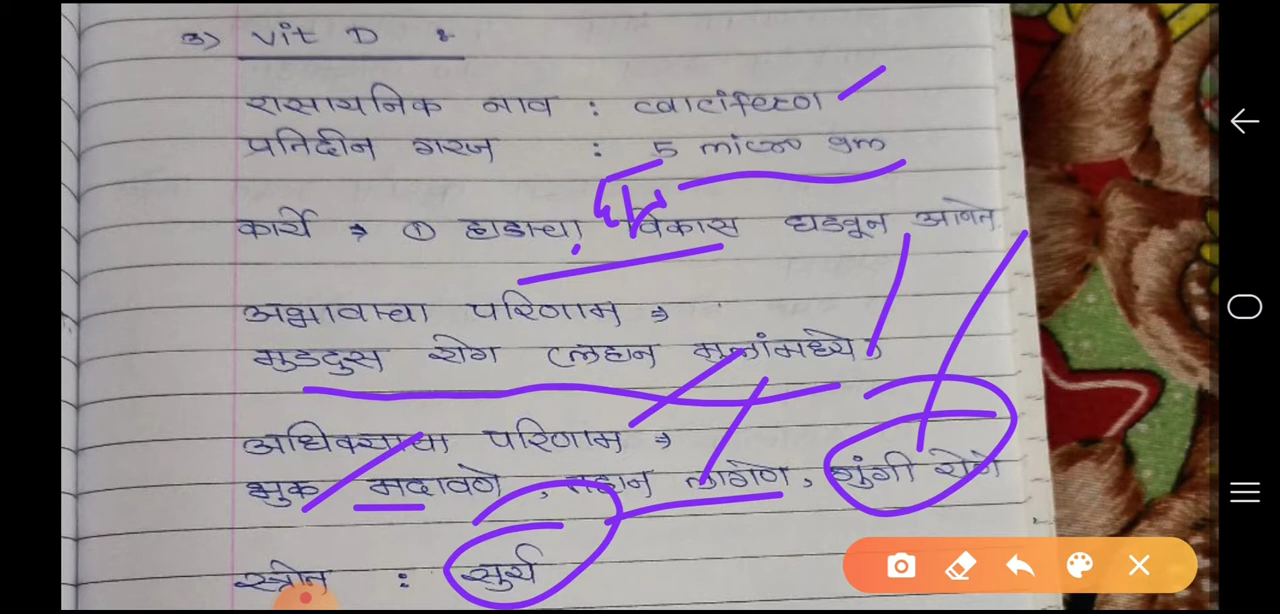 3) Vit D :-
रासायनिक नाव : calciferol
प्रतिदीन गरज : 5 micro gm
कार्ये → ① हाडाचा विकास घडवून आणते
अभावाचा परिणाम ⇒
मुडदुस रोग (लहान मुलांमध्ये)
अधिक्याचा परिणाम ⇒
भुक मदावणे , तहान लागणे , गुंगी रोगे
स्त्रोत : सुर्य